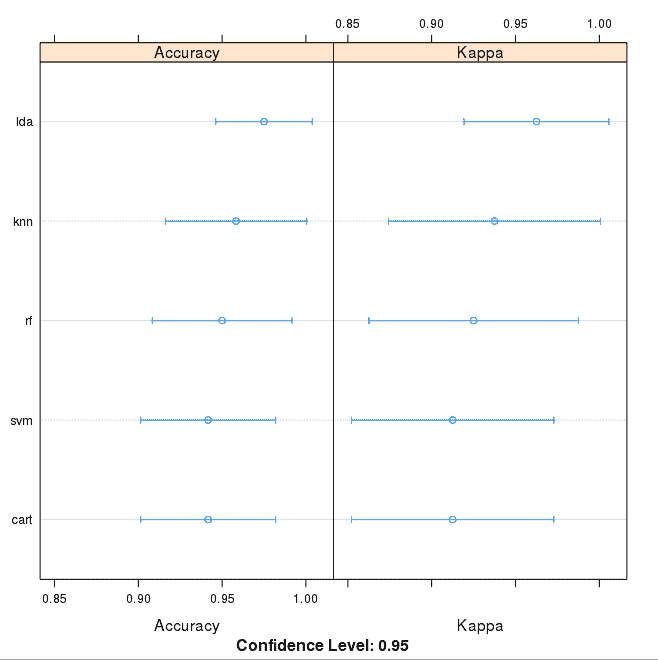 0.85 0.90 0.95 1.00
Accuracy Kappa
lda
knn
rf
svm
cart
0.85 0.90 0.95 1.00
Accuracy Kappa
Confidence Level: 0.95